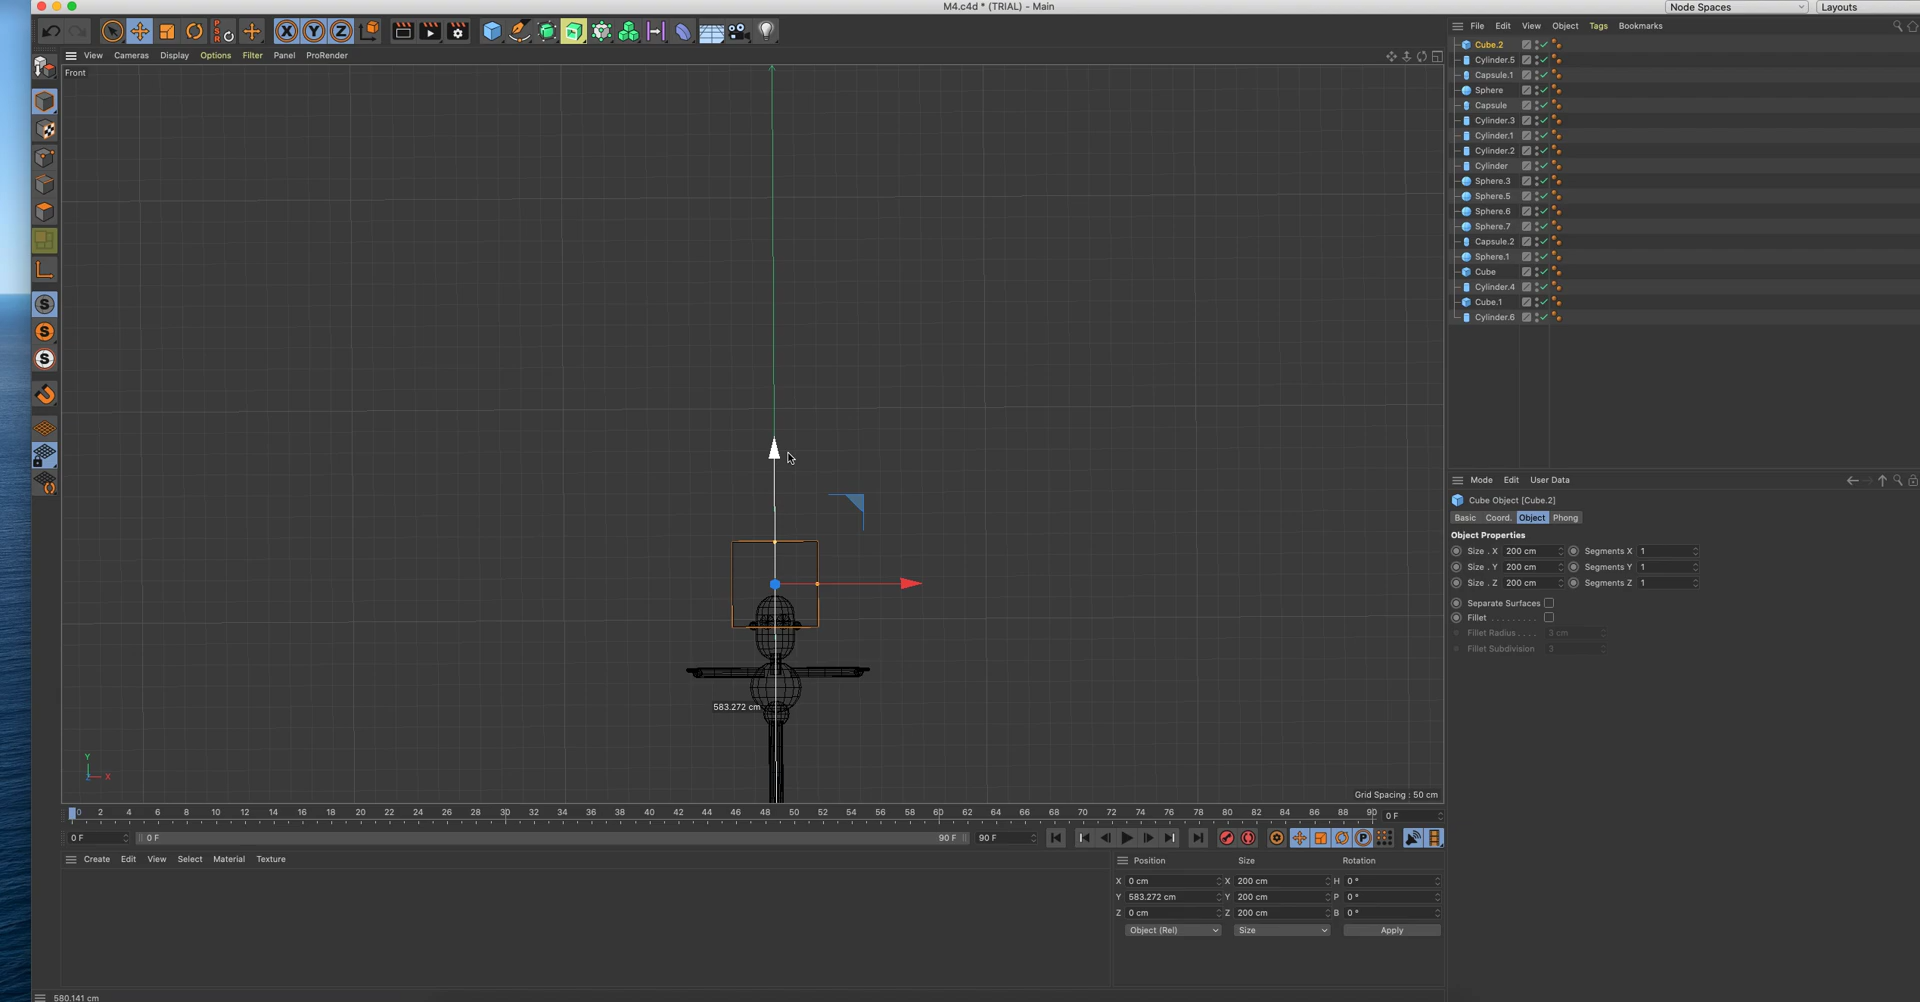 M4.c4d * (TRIAL) - Main
Node Spaces
Layouts
View Cameras Display Options Filter Panel ProRender
File Edit View Object Tags Bookmarks
Front
Cube.2
Cylinder.5
Capsule.1
Sphere
Capsule
Cylinder.3
Cylinder.1
Cylinder.2
Cylinder
Sphere.3
Sphere.5
Sphere.6
Sphere.7
Capsule.2
Sphere.1
Cube
Cylinder.4
Cube.1
Cylinder.6
PSR
X Y Z
S
S
S
583.272 cm
Y
Z X
Grid Spacing : 50 cm
Mode Edit User Data
Cube Object [Cube.2]
Basic Coord. Object Phong
Object Properties
Size . X 200 cm Segments X 1
Size . Y 200 cm Segments Y 1
Size . Z 200 cm Segments Z 1
Separate Surfaces
Fillet . . . . . . . . .
Fillet Radius . . . . 3 cm
Fillet Subdivision 3
0 2 4 6 8 10 12 14 16 18 20 22 24 26 28 30 32 34 36 38 40 42 44 46 48 50 52 54 56 58 60 62 64 66 68 70 72 74 76 78 80 82 84 86 88 90 0 F
0 F 0 F 90 F 90 F P
Create Edit View Select Material Texture
Position Size Rotation
X 0 cm X 200 cm H 0 °
Y 583.272 cm Y 200 cm P 0 °
Z 0 cm Z 200 cm B 0 °
Object (Rel) Size Apply
580.141 cm